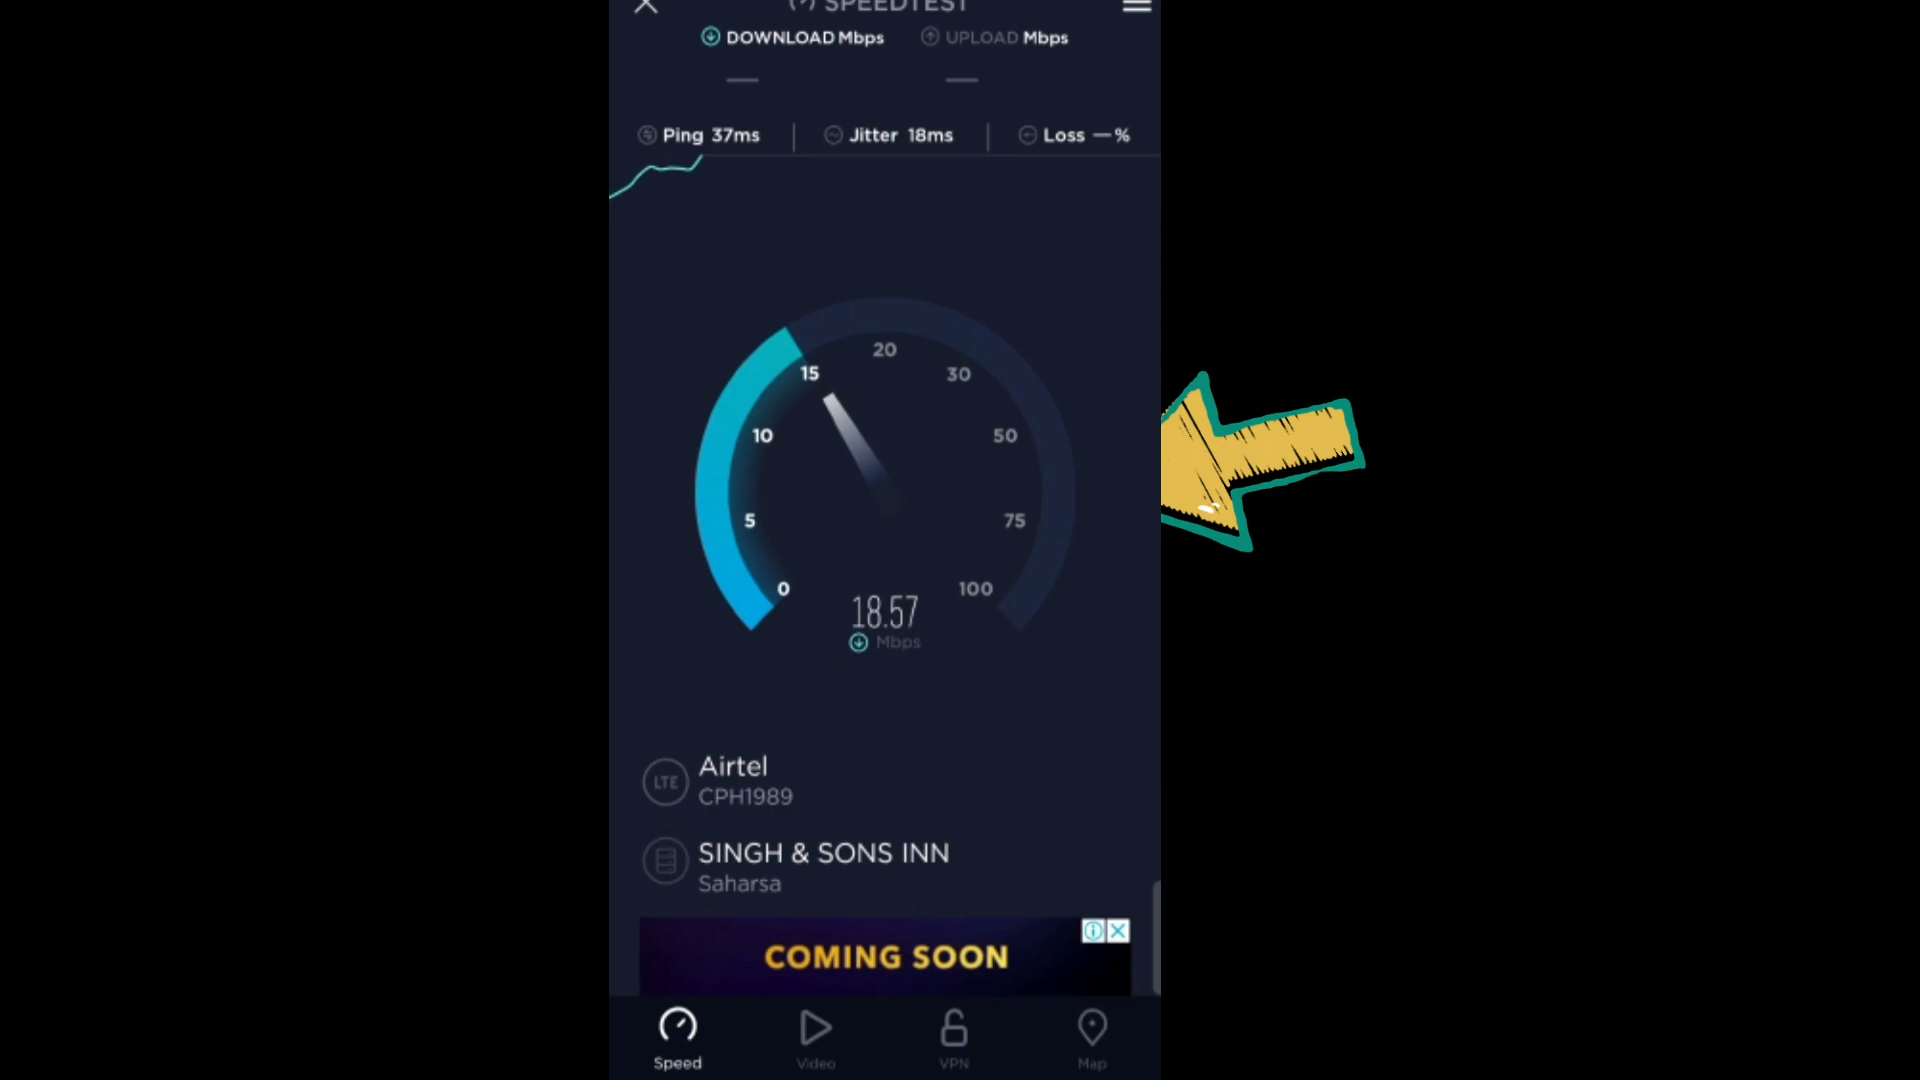 SPEEDTEST
DOWNLOAD Mbps
UPLOAD Mbps
Ping 37ms
Jitter 18ms
Loss — %
20
15
30
10
50
5
75
0
100
18.57
Mbps
LTE
Airtel
CPH1989
SINGH & SONS INN
Saharsa
COMING SOON
Speed
Video
VPN
Map